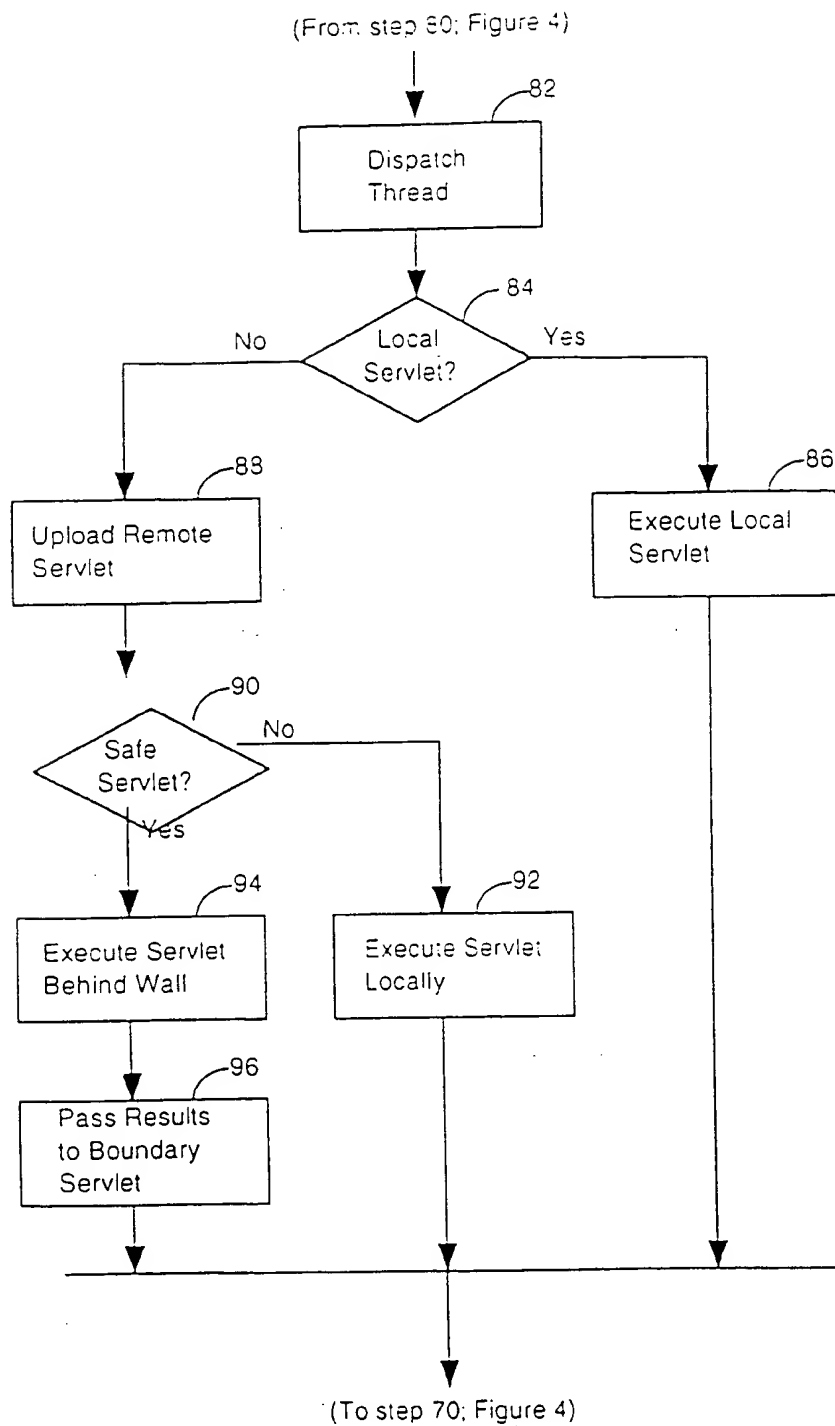 (From step 80; Figure 4)
82
Dispatch
Thread
84
No
Local
Servlet?
Yes
88
86
Upload Remote
Servlet
Execute Local
Servlet
90
Safe
Servlet?
No
Yes
94
92
Execute Servlet
Behind Wall
Execute Servlet
Locally
96
Pass Results
to Boundary
Servlet
(To step 70; Figure 4)